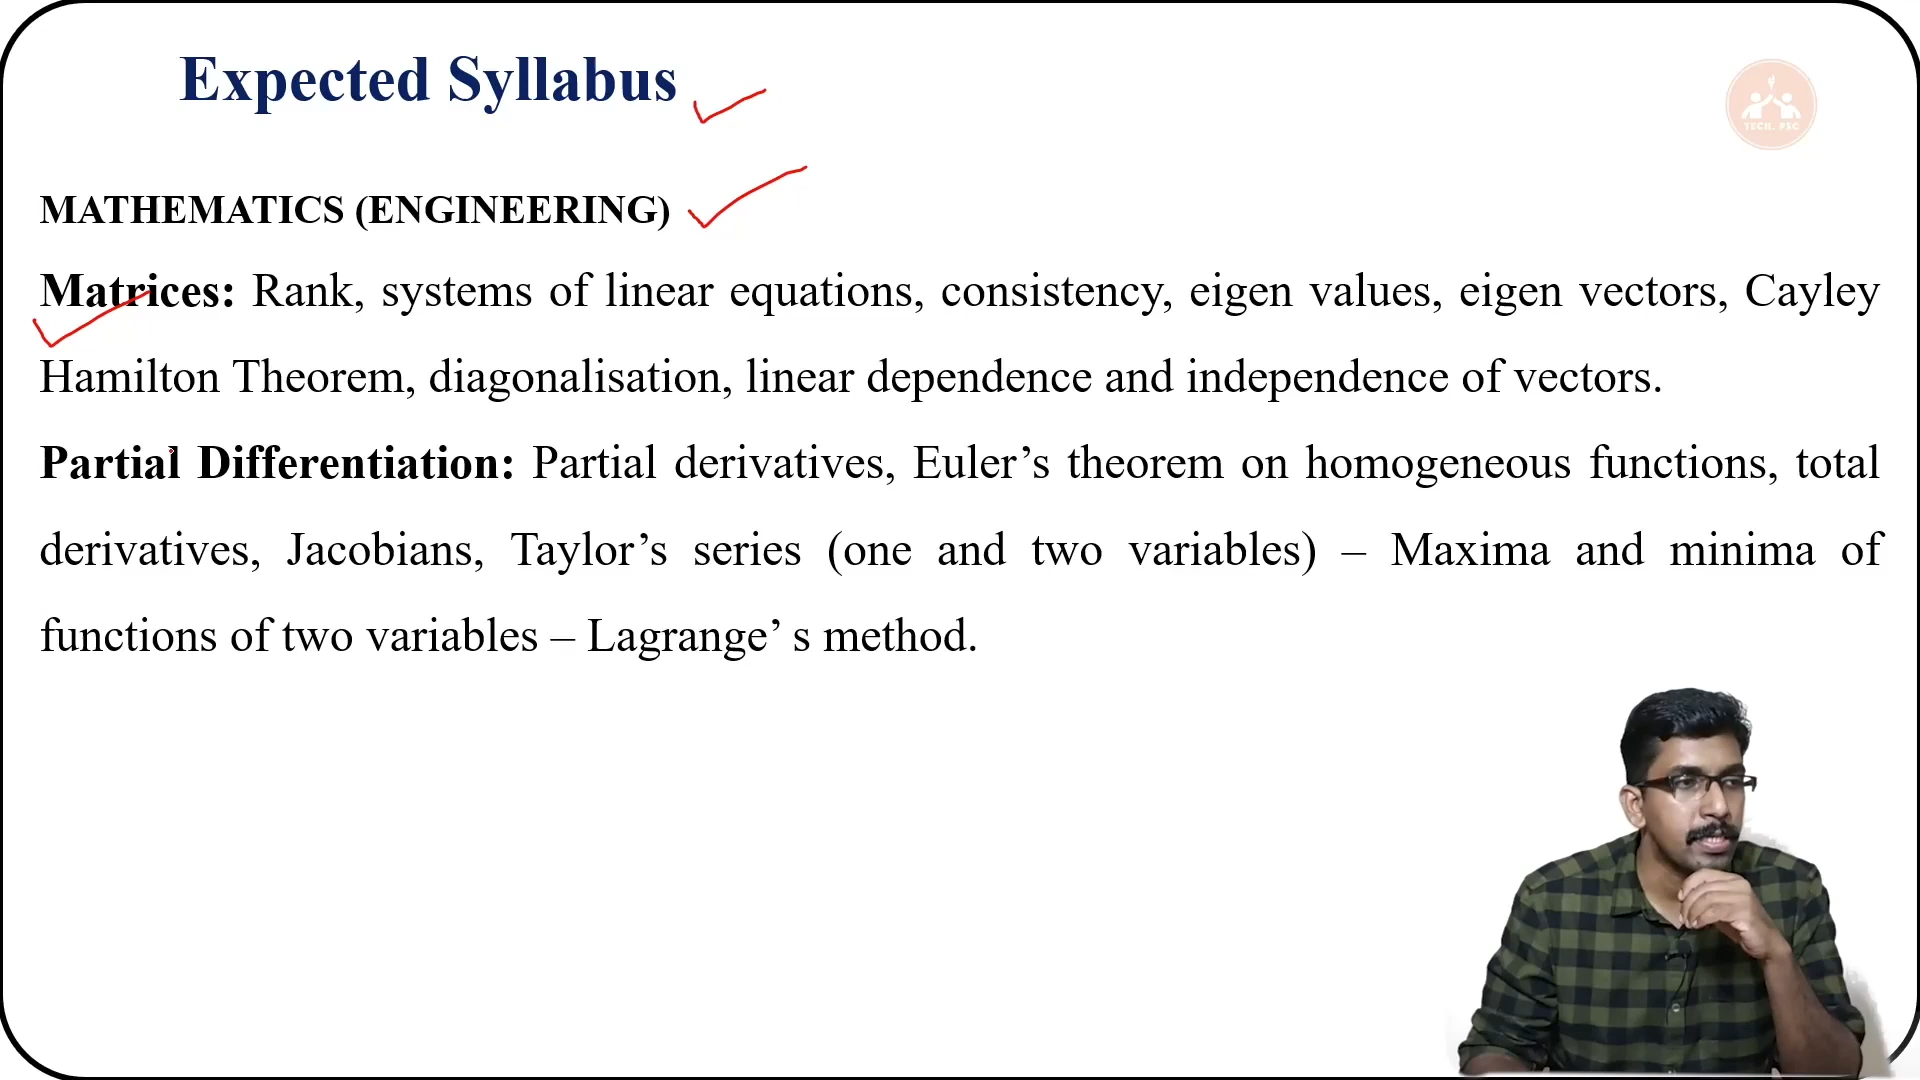 Expected Syllabus
TECH. PSC
MATHEMATICS (ENGINEERING)
Matrices: Rank, systems of linear equations, consistency, eigen values, eigen vectors, Cayley
Hamilton Theorem, diagonalisation, linear dependence and independence of vectors.
Partial Differentiation: Partial derivatives, Euler’s theorem on homogeneous functions, total
derivatives, Jacobians, Taylor’s series (one and two variables) – Maxima and minima of
functions of two variables – Lagrange’ s method.